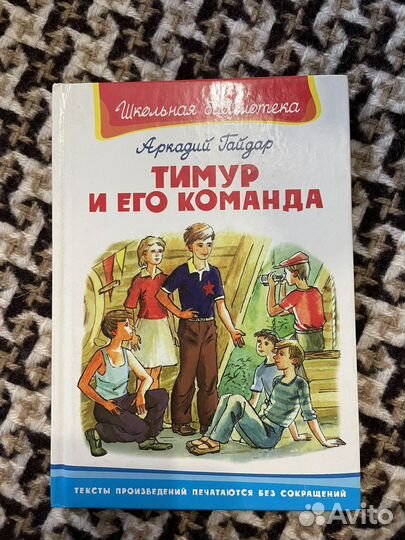 Школьная библиотека
Аркадий Гайдар
ТИМУР
И ЕГО КОМАНДА
ТЕКСТЫ ПРОИЗВЕДЕНИЙ ПЕЧАТАЮТСЯ БЕЗ СОКРАЩЕНИЙ
Avito